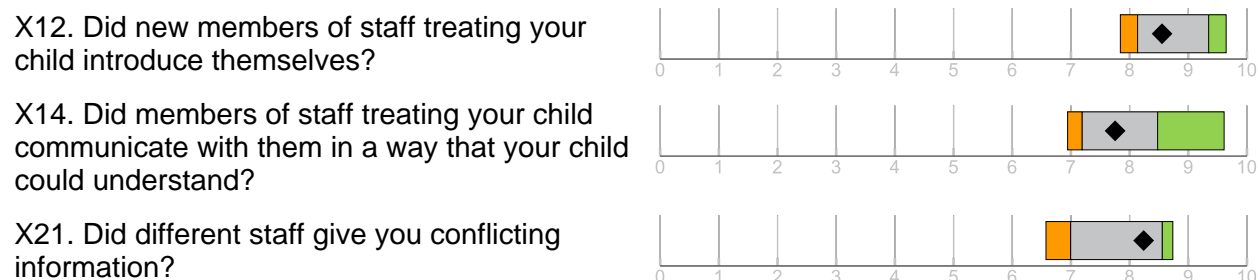 X12. Did new members of staff treating your
child introduce themselves?
0 1 2 3 4 5 6 7 8 9 10
X14. Did members of staff treating your child
communicate with them in a way that your child
could understand?
0 1 2 3 4 5 6 7 8 9 10
X21. Did different staff give you conflicting
information?
0 1 2 3 4 5 6 7 8 9 10